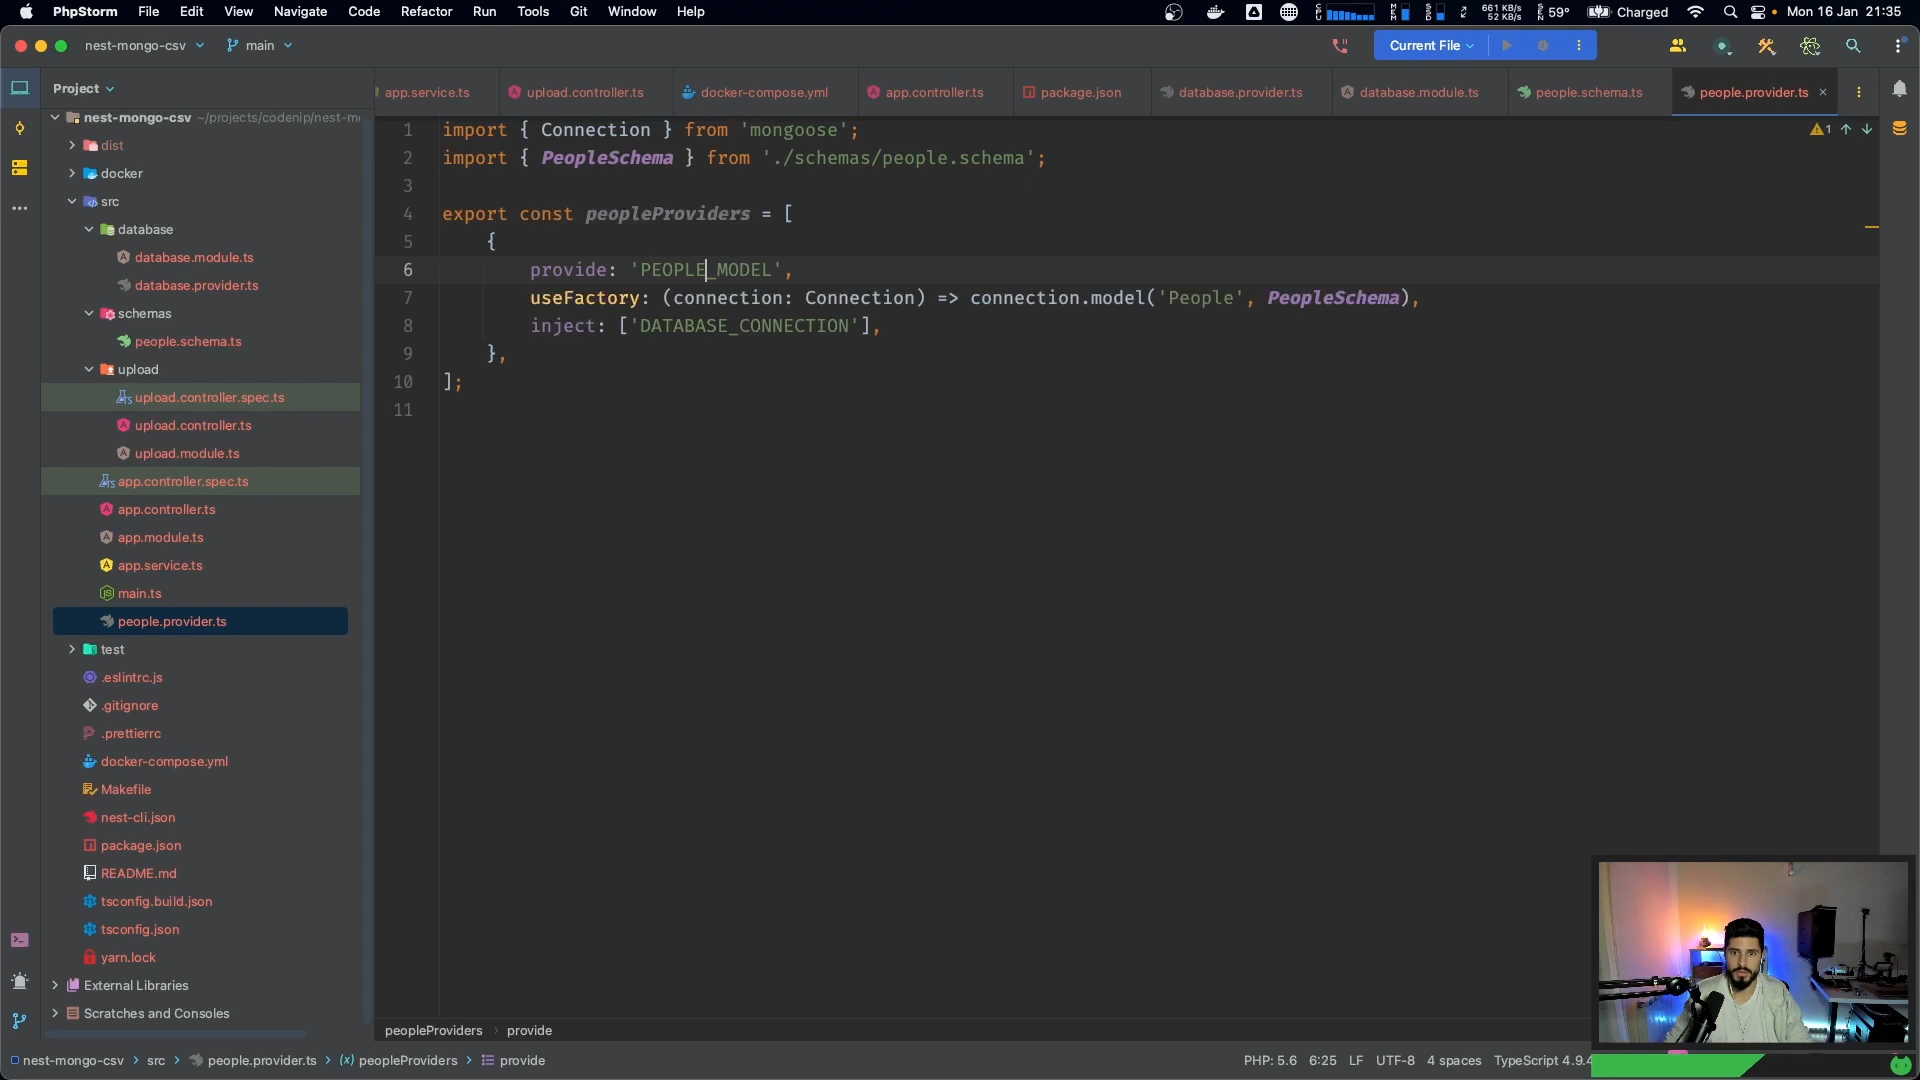 PhpStorm File Edit View Navigate Code Refactor Run Tools Git Window Help
661 KB/s
52 KB/s
59° Charged Mon 16 Jan 21:35
nest-mongo-csv main Current File
Project
app.service.ts upload.controller.ts docker-compose.yml app.controller.ts package.json database.provider.ts database.module.ts people.schema.ts people.provider.ts
nest-mongo-csv ~/projects/codenip/nest-m
dist
docker
src
database
database.module.ts
database.provider.ts
schemas
people.schema.ts
upload
upload.controller.spec.ts
upload.controller.ts
upload.module.ts
app.controller.spec.ts
app.controller.ts
app.module.ts
app.service.ts
main.ts
people.provider.ts
test
.eslintrc.js
.gitignore
.prettierrc
docker-compose.yml
Makefile
nest-cli.json
package.json
README.md
tsconfig.build.json
tsconfig.json
yarn.lock
External Libraries
Scratches and Consoles
1 import { Connection } from 'mongoose';
2 import { PeopleSchema } from './schemas/people.schema';
3
4 export const peopleProviders = [
5 {
6 provide: 'PEOPLE_MODEL',
7 useFactory: (connection: Connection) => connection.model('People', PeopleSchema),
8 inject: ['DATABASE_CONNECTION'],
9 },
10 ];
11
1
peopleProviders › provide
nest-mongo-csv › src › people.provider.ts › (x) peopleProviders › provide
PHP: 5.6 6:25 LF UTF-8 4 spaces TypeScript 4.9.4